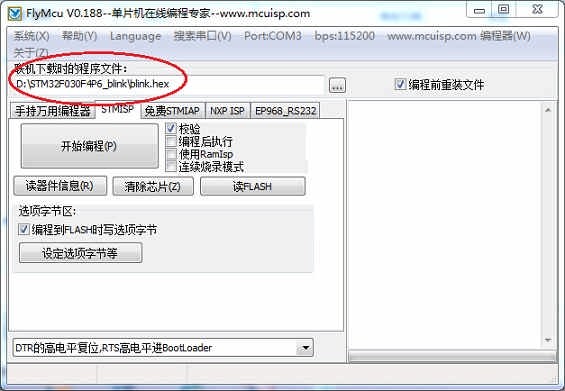 FlyMcu V0.188--单片机在线编程专家--www.mcuisp.com
系统(X) 帮助(Y) Language 搜索串口(V) Port:COM3 bps:115200 www.mcuisp.com 编程器(W)
关于(Z)
联机下载时的程序文件:
D:\STM32F030F4P6_blink\blink.hex ... 编程前重装文件
手持万用编程器 STMISP 免费STMIAP NXP ISP EP968_RS232
开始编程(P)
校验
编程后执行
使用RamIsp
连续烧录模式
读器件信息(R) 清除芯片(Z) 读FLASH
选项字节区:
编程到FLASH时写选项字节
设定选项字节等
DTR的高电平复位,RTS高电平进BootLoader